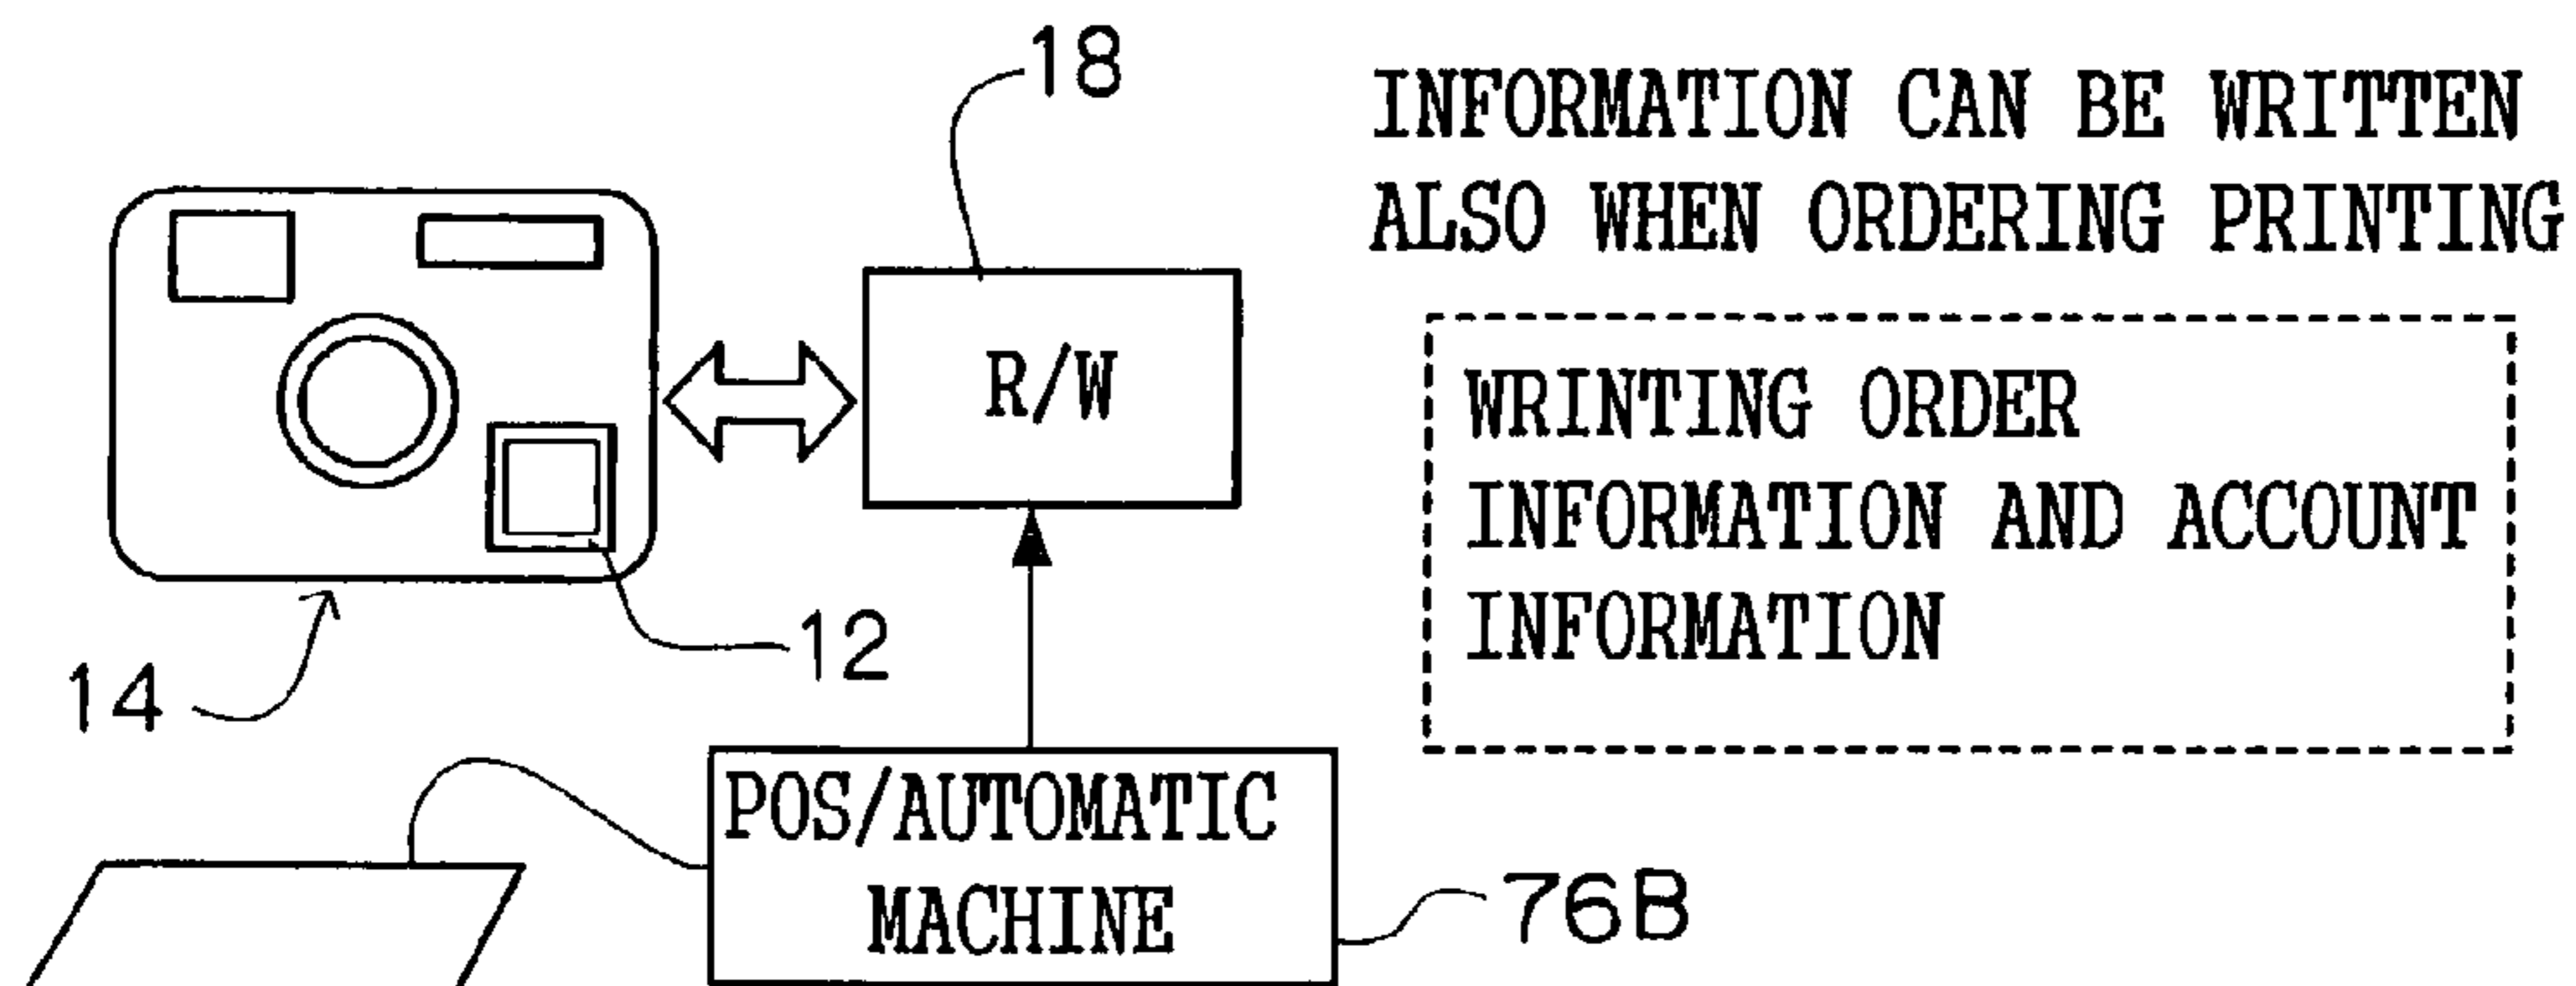 18
INFORMATION CAN BE WRITTEN
ALSO WHEN ORDERING PRINTING
R/W
WRINTING ORDER
INFORMATION AND ACCOUNT
INFORMATION
12
14
POS/AUTOMATIC
MACHINE
76B